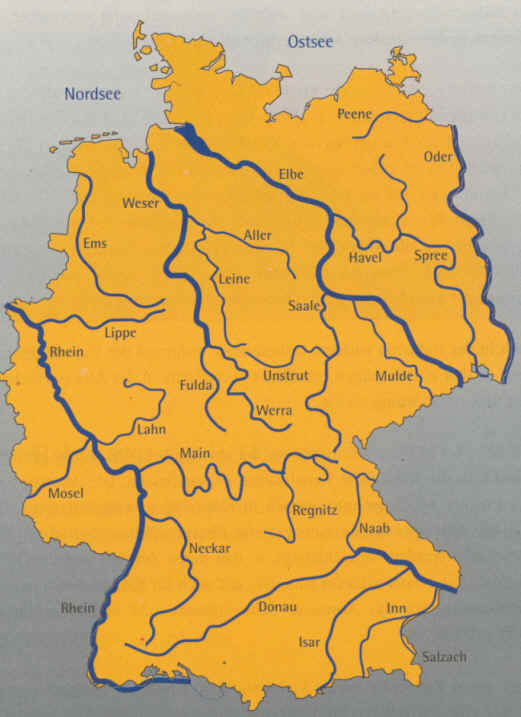 Ostsee
Nordsee
Peene
Oder
Elbe
Weser
Aller
Ems
Havel
Spree
Leine
Saale
Lippe
Rhein
Unstrut
Mulde
Fulda
Werra
Lahn
Main
Mosel
Regnitz
Naab
Neckar
Rhein
Donau
Inn
Isar
Salzach